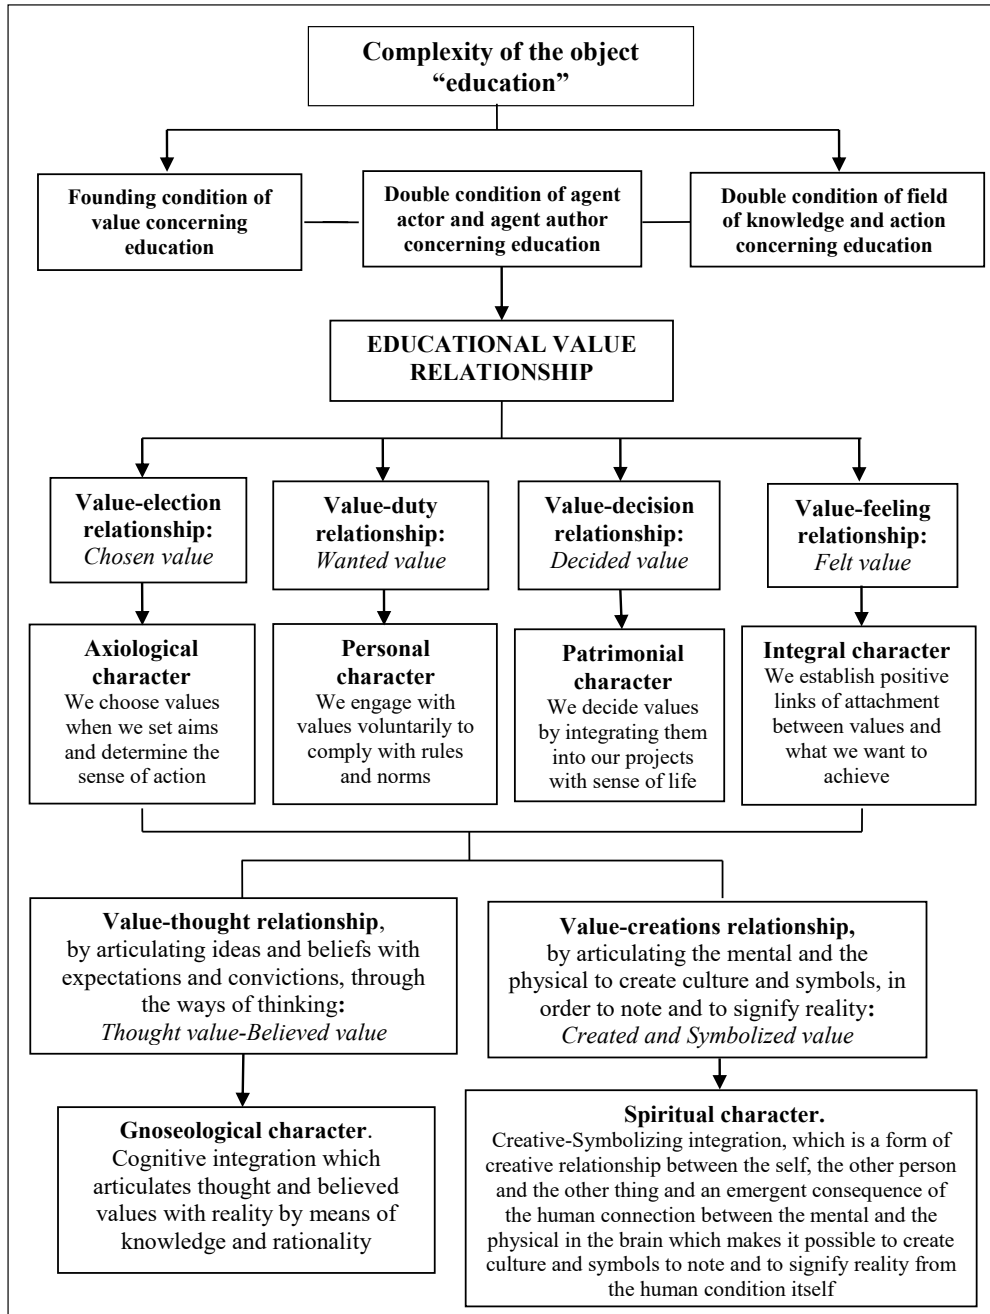 Complexity of the object
“education”
Founding condition of
value concerning
education
Double condition of agent
actor and agent author
concerning education
Double condition of field
of knowledge and action
concerning education
EDUCATIONAL VALUE
RELATIONSHIP
Value-election
relationship:
Chosen value
Value-duty
relationship:
Wanted value
Value-decision
relationship:
Decided value
Value-feeling
relationship:
Felt value
Axiological
character
We choose values
when we set aims
and determine the
sense of action
Personal
character
We engage with
values voluntarily to
comply with rules
and norms
Patrimonial
character
We decide values
by integrating them
into our projects
with sense of life
Integral character
We establish positive
links of attachment
between values and
what we want to
achieve
Value-thought relationship,
by articulating ideas and beliefs with
expectations and convictions, through
the ways of thinking:
Thought value-Believed value
Value-creations relationship,
by articulating the mental and the
physical to create culture and symbols, in
order to note and to signify reality:
Created and Symbolized value
Gnoseological character.
Cognitive integration which
articulates thought and believed
values with reality by means of
knowledge and rationality
Spiritual character.
Creative-Symbolizing integration, which is a form of
creative relationship between the self, the other person
and the other thing and an emergent consequence of
the human connection between the mental and the
physical in the brain which makes it possible to create
culture and symbols to note and to signify reality from
the human condition itself